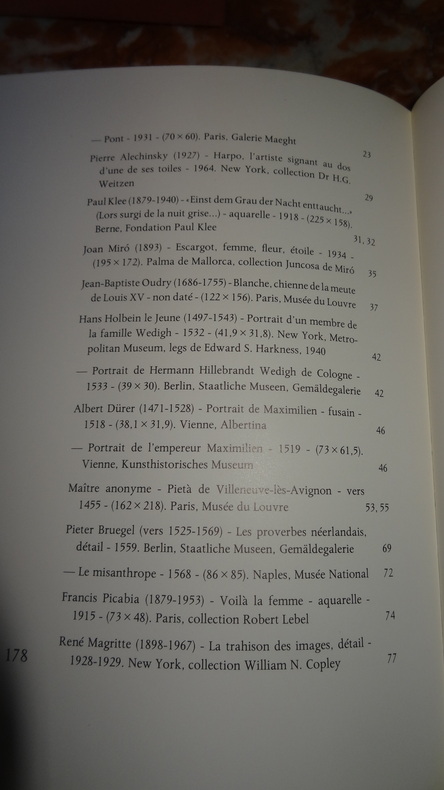 — Pont - 1931 - (70 × 60). Paris, Galerie Maeght 23
Pierre Alechinsky (1927) - Harpo, l'artiste signant au dos
d'une de ses toiles - 1964. New York, collection Dr H.G.
Weitzen 29
Paul Klee (1879-1940) - «Einst dem Grau der Nacht enttaucht...»
(Lors surgi de la nuit grise...) - aquarelle - 1918 - (225 × 158).
Berne, Fondation Paul Klee 31, 32
Joan Miró (1893) - Escargot, femme, fleur, étoile - 1934 -
(195 × 172). Palma de Mallorca, collection Juncosa de Miró 35
Jean-Baptiste Oudry (1686-1755) - Blanche, chienne de la meute
de Louis XV - non daté - (122 × 156). Paris, Musée du Louvre 37
Hans Holbein le Jeune (1497-1543) - Portrait d'un membre de
la famille Wedigh - 1532 - (41,9 × 31,8). New York, Metro-
politan Museum, legs de Edward S. Harkness, 1940 42
— Portrait de Hermann Hillebrandt Wedigh de Cologne -
1533 - (39 × 30). Berlin, Staatliche Museen, Gemäldegalerie 42
Albert Dürer (1471-1528) - Portrait de Maximilien - fusain -
1518 - (38,1 × 31,9). Vienne, Albertina 46
— Portrait de l'empereur Maximilien - 1519 - (73 × 61,5).
Vienne, Kunsthistorisches Museum 46
Maître anonyme - Pietà de Villeneuve-lès-Avignon - vers
1455 - (162 × 218). Paris, Musée du Louvre 53, 55
Pieter Bruegel (vers 1525-1569) - Les proverbes néerlandais,
détail - 1559. Berlin, Staatliche Museen, Gemäldegalerie 69
— Le misanthrope - 1568 - (86 × 85). Naples, Musée National 72
Francis Picabia (1879-1953) - Voilà la femme - aquarelle -
1915 - (73 × 48). Paris, collection Robert Lebel 74
René Magritte (1898-1967) - La trahison des images, détail -
1928-1929. New York, collection William N. Copley 77
178